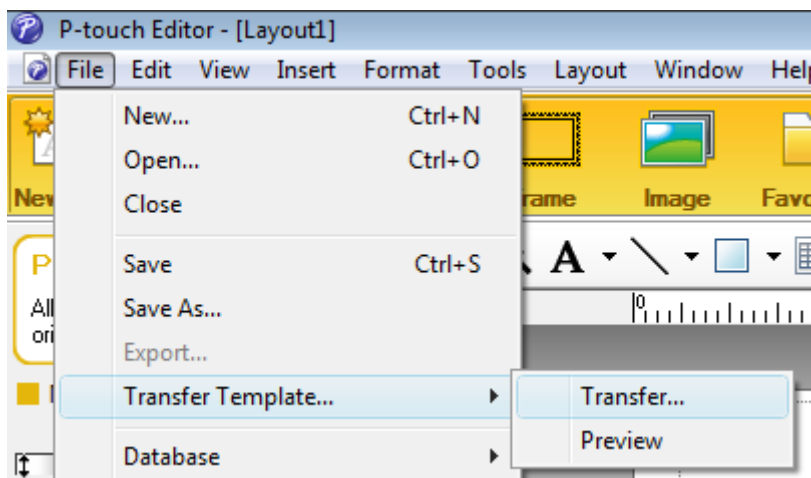 P-touch Editor - [Layout1]
File Edit View Insert Format Tools Layout Window
New... Ctrl+N
Open... Ctrl+O
Close
Image
Save Ctrl+S
Save As...
Export...
Transfer Template...
Transfer...
Preview
Database
A
0